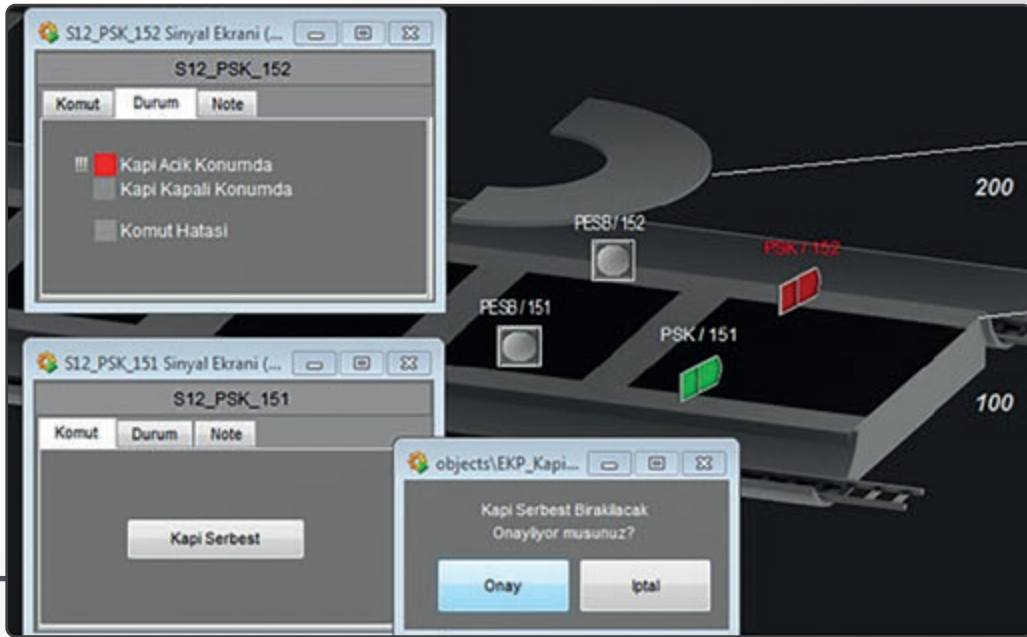 S12_PSK_152 Sinyal Ekrani (...
S12_PSK_152
Komut Durum Note
!!! Kapi Acik Konumda
Kapi Kapali Konumda
Komut Hatasi
PESB / 152
PSK / 152
200
PESB / 151
PSK / 151
100
S12_PSK_151 Sinyal Ekrani (...
S12_PSK_151
Komut Durum Note
Kapi Serbest
objects\EKP_Kapi...
Kapi Serbest Birakilacak
Onayliyor musunuz?
Onay Iptal